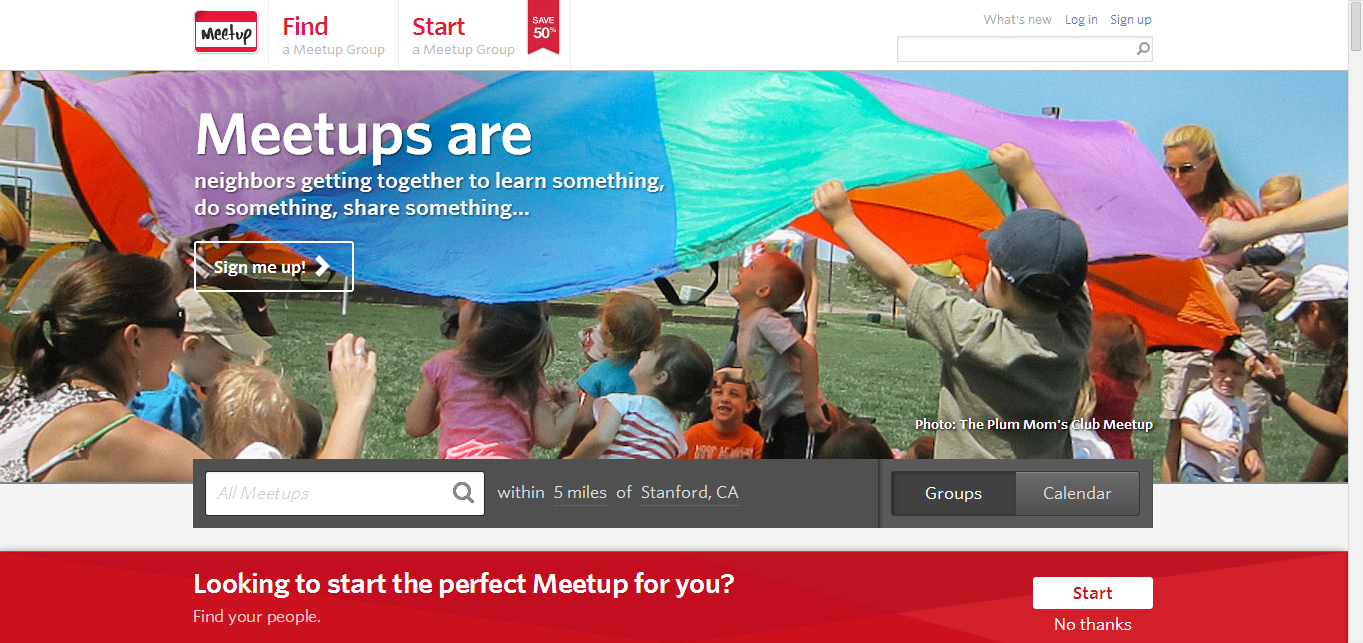 Meetup
Find
a Meetup Group
Start
a Meetup Group
SAVE
50%
What's new Log in Sign up
Meetups are
neighbors getting together to learn something,
do something, share something...
Sign me up!
Photo: The Plum Mom's Club Meetup
All Meetups
within 5 miles of Stanford, CA
Groups
Calendar
Looking to start the perfect Meetup for you?
Find your people.
Start
No thanks